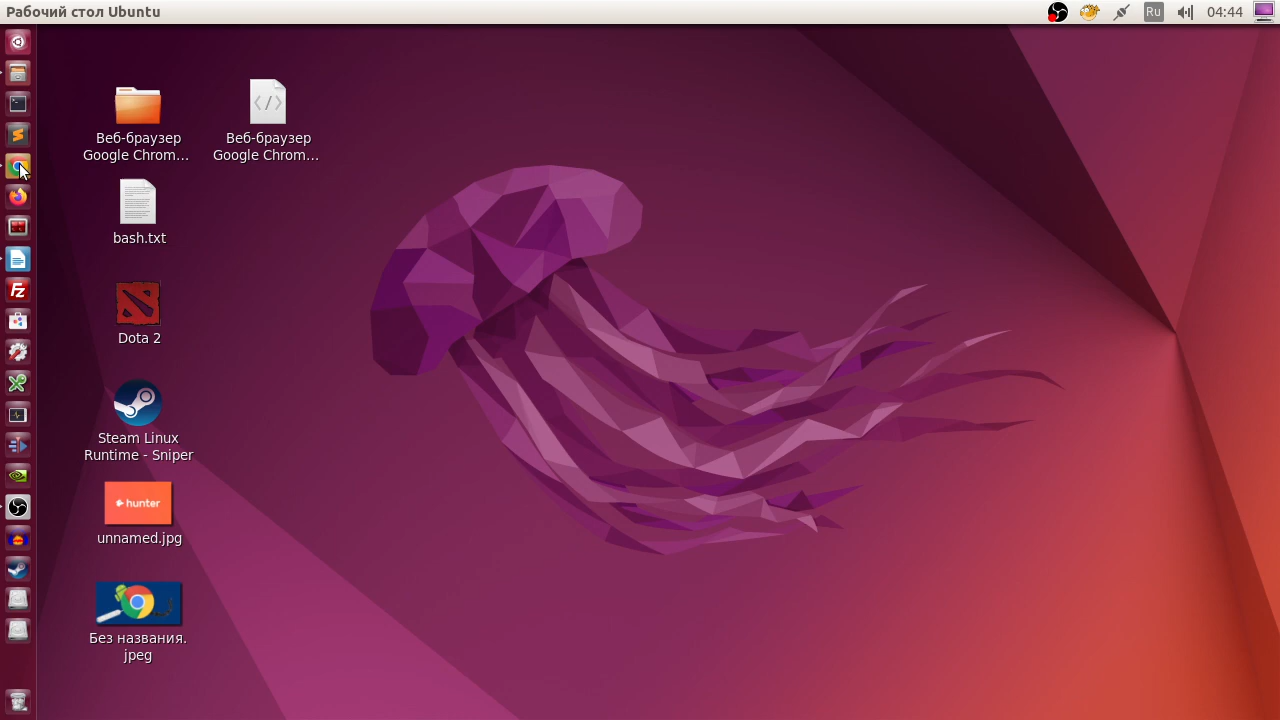 Рабочий стол Ubuntu
Ru
04:44
Веб-браузер
Google Chrom...
Веб-браузер
Google Chrom...
bash.txt
Dota 2
Steam Linux
Runtime - Sniper
hunter
unnamed.jpg
Без названия.
jpeg